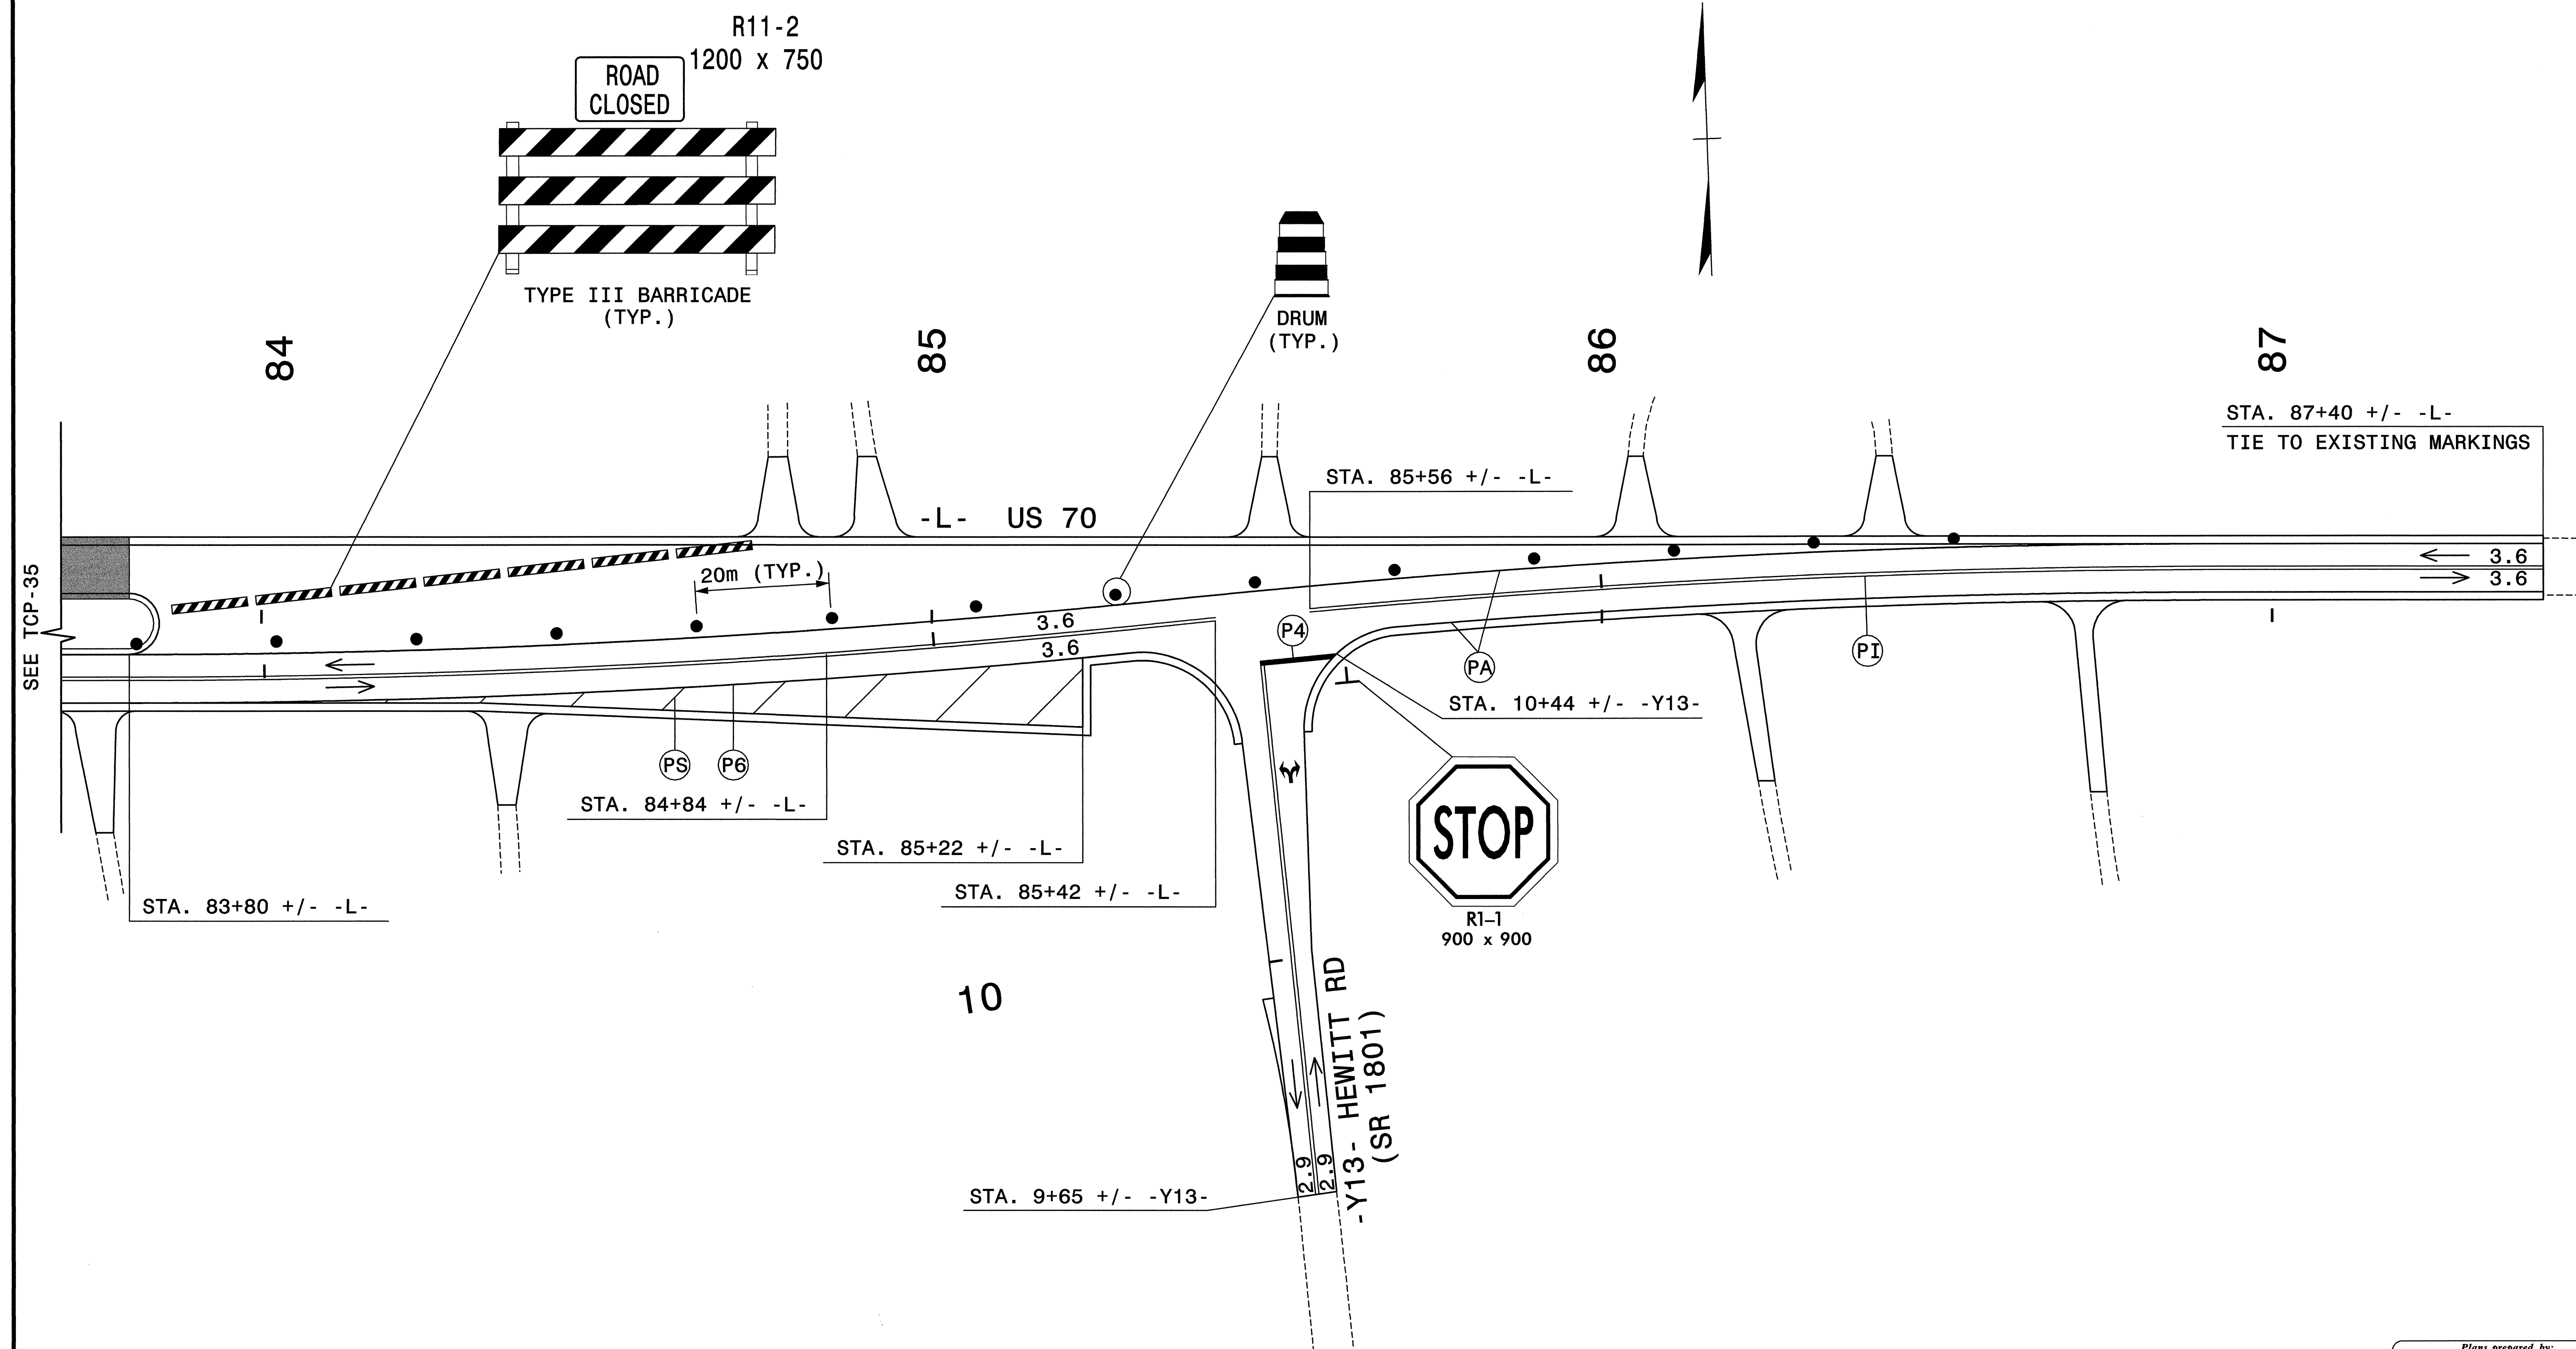 R11-2
1200 x 750
ROAD
CLOSED
TYPE III BARRICADE
(TYP.)
DRUM
(TYP.)
84
85
86
87
STA. 87+40 +/- -L-
TIE TO EXISTING MARKINGS
STA. 85+56 +/- -L-
-L- US 70
3.6
3.6
20m (TYP.)
SEE TCP-35
3.6
3.6
P4
PA
PI
STA. 10+44 +/- -Y13-
PS
P6
STA. 84+84 +/- -L-
STA. 85+22 +/- -L-
STA. 85+42 +/- -L-
STA. 83+80 +/- -L-
STOP
R1-1
900 x 900
10
-Y13- HEWITT RD
(SR 1801)
2.9
2.9
STA. 9+65 +/- -Y13-
Plans prepared by: